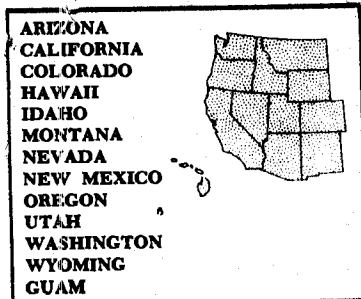 ARIZONA
CALIFORNIA
COLORADO
HAWAII
IDAHO
MONTANA
NEVADA
NEW MEXICO
OREGON
UTAH
WASHINGTON
WYOMING
GUAM